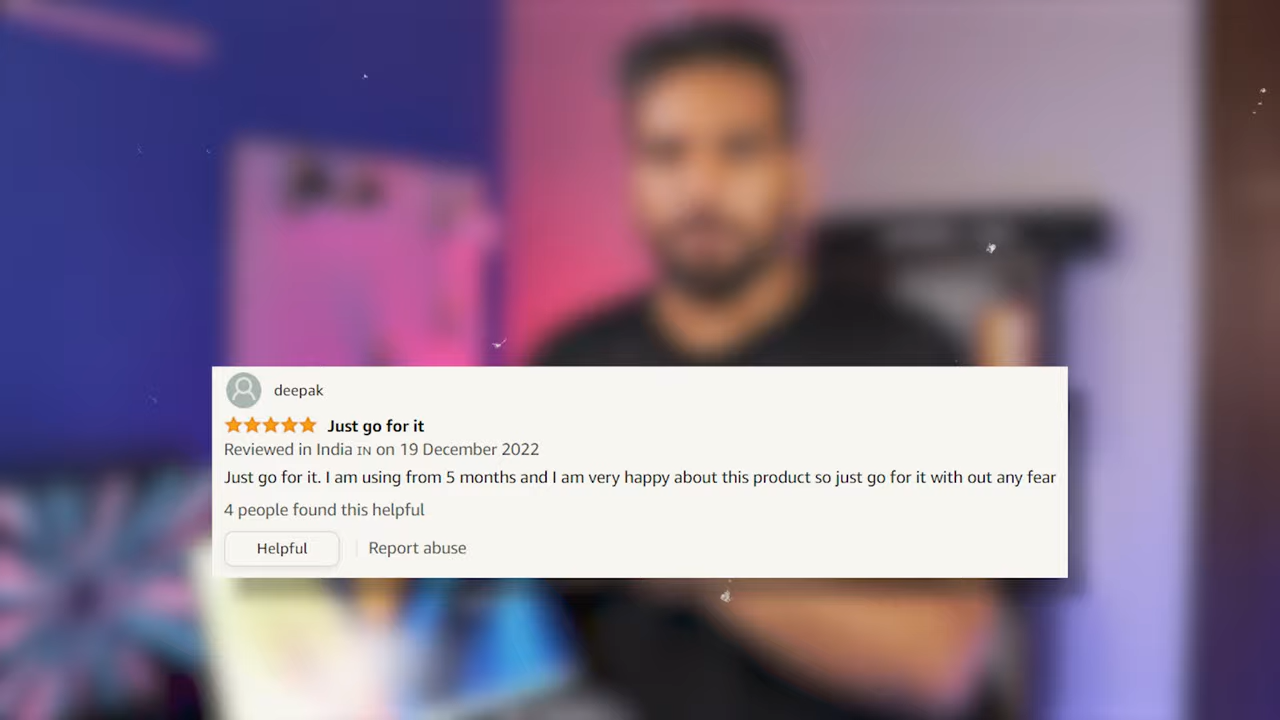 deepak
Just go for it
Reviewed in India IN on 19 December 2022
Just go for it. I am using from 5 months and I am very happy about this product so just go for it with out any fear
4 people found this helpful
Helpful
Report abuse